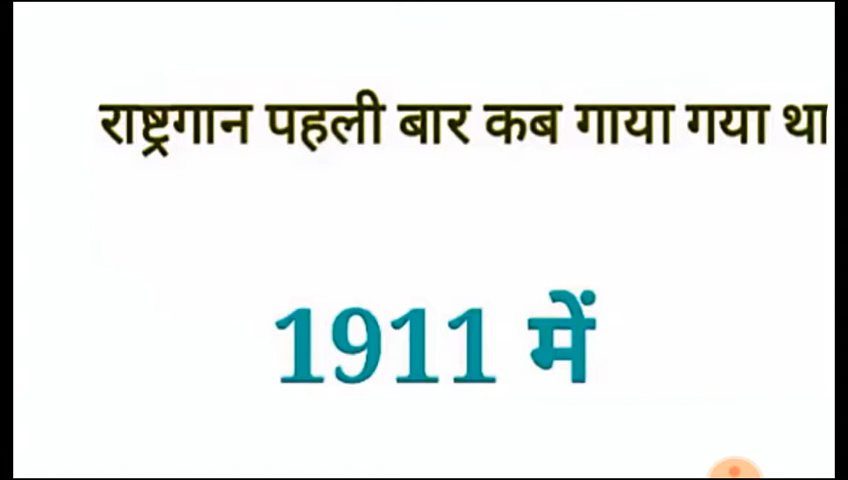 राष्ट्रगान पहली बार कब गाया गया था
1911 में